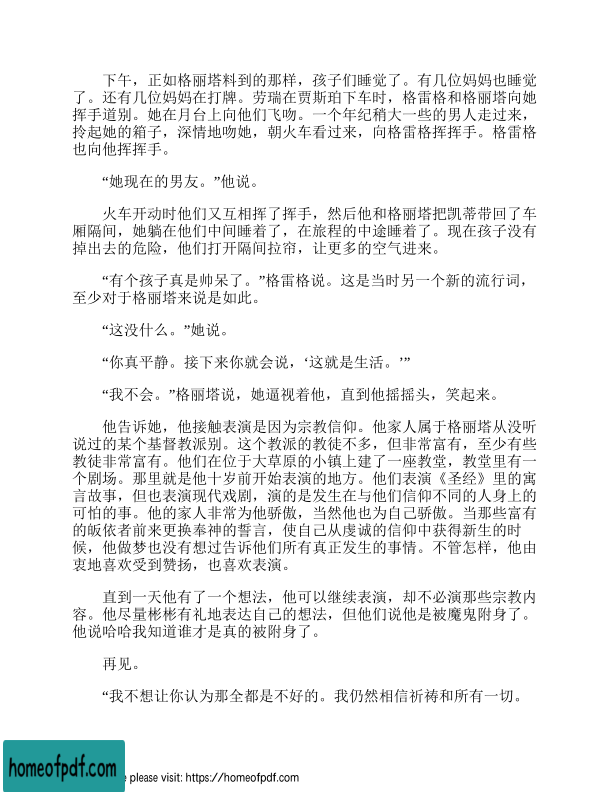 下午，正如格丽塔料到的那样，孩子们睡觉了。有几位妈妈也睡觉
了。还有几位妈妈在打牌。劳瑞在贾斯珀下车时，格雷格和格丽塔向她
挥手道别。她在月台上向他们飞吻。一个年纪稍大一些的男人走过来，
拎起她的箱子，深情地吻她，朝火车看过来，向格雷格挥挥手。格雷格
也向他挥挥手。
“她现在的男友。”他说。
火车开动时他们又互相挥了挥手，然后他和格丽塔把凯蒂带回了车
厢隔间，她躺在他们中间睡着了，在旅程的中途睡着了。现在孩子没有
掉出去的危险，他们打开隔间拉帘，让更多的空气进来。
“有个孩子真是帅呆了。”格雷格说。这是当时另一个新的流行词，
至少对于格丽塔来说是如此。
“这没什么。”她说。
“你真平静。接下来你就会说，‘这就是生活。’”
“我不会。”格丽塔说，她逼视着他，直到他摇摇头，笑起来。
他告诉她，他接触表演是因为宗教信仰。他家人属于格丽塔从没听
说过的某个基督教派别。这个教派的教徒不多，但非常富有，至少有些
教徒非常富有。他们在位于大草原的小镇上建了一座教堂，教堂里有一
个剧场。那里就是他十岁前开始表演的地方。他们表演《圣经》里的寓
言故事，但也表演现代戏剧，演的是发生在与他们信仰不同的人身上的
可怕的事。他的家人非常为他骄傲，当然他也为自己骄傲。当那些富有
的皈依者前来更换奉神的誓言，使自己从虔诚的信仰中获得新生的时
候，他做梦也没有想过告诉他们所有真正发生的事情。不管怎样，他由
衷地喜欢受到赞扬，也喜欢表演。
直到一天他有了一个想法，他可以继续表演，却不必演那些宗教内
容。他尽量彬彬有礼地表达自己的想法，但他们说他是被魔鬼附身了。
他说哈哈我知道谁才是真的被附身了。
再见。
“我不想让你认为那全都是不好的。我仍然相信祈祷和所有一切。
homeofpdf.com
please visit: https://homeofpdf.com